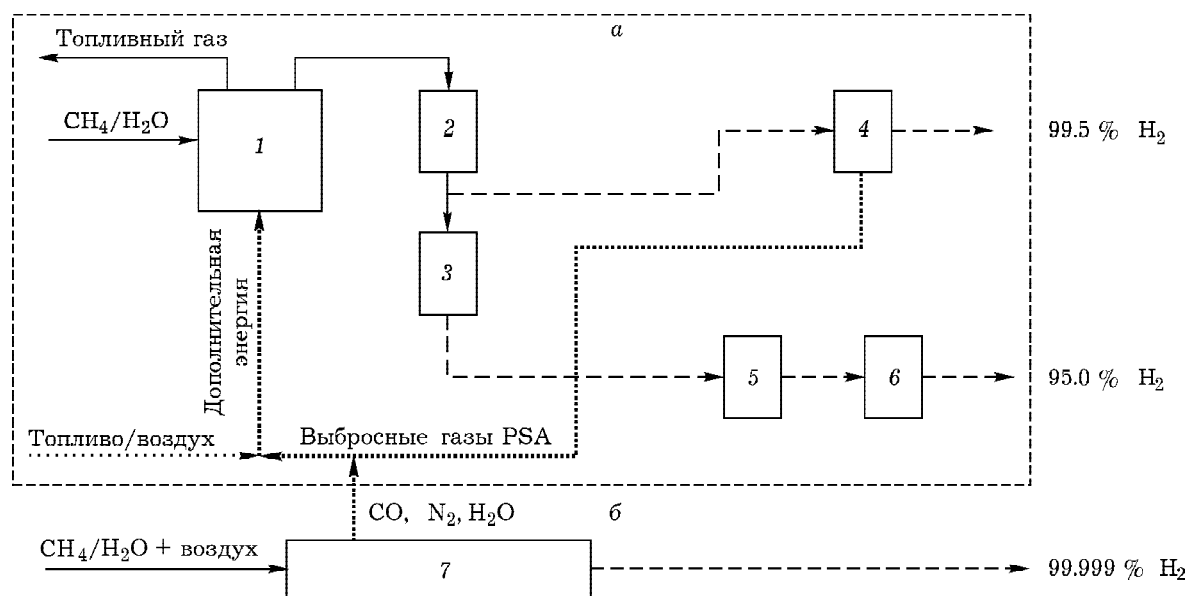 а
Топливный газ
CH4/H2O
1
2
4
99.5 % H2
3
Дополнительная
энергия
5
6
95.0 % H2
Топливо/воздух
Выбросные газы PSA
CO, N2, H2O
б
CH4/H2O + воздух
7
99.999 % H2